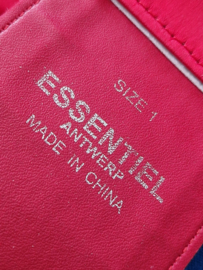 SIZE 1
ESSENTIEL
ANTWERP
MADE IN CHINA